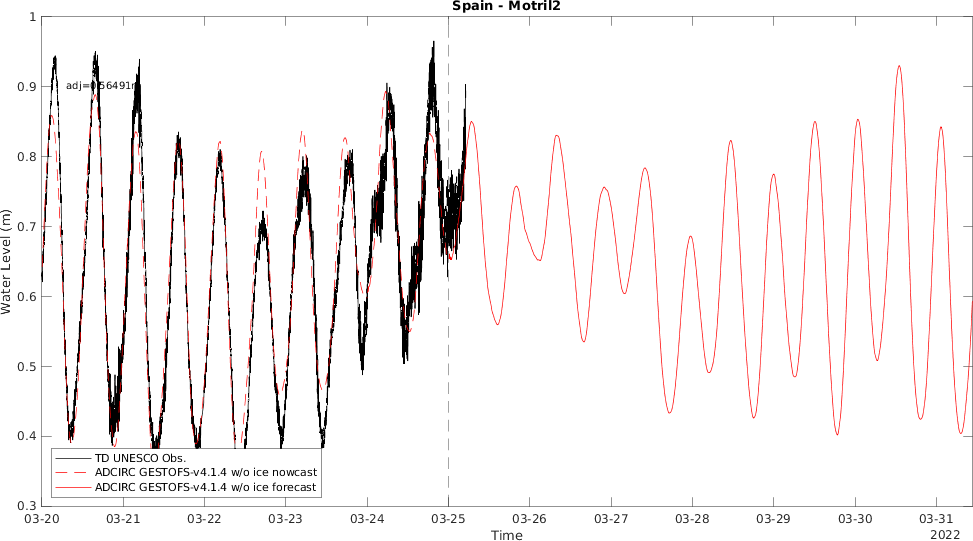 Spain - Motril2
Water Level (m)
1
0.9
0.8
0.7
0.6
0.5
0.4
0.3
adj=0.56491m
TD UNESCO Obs.
ADCIRC GESTOFS-v4.1.4 w/o ice nowcast
ADCIRC GESTOFS-v4.1.4 w/o ice forecast
03-20 03-21 03-22 03-23 03-24 03-25 03-26 03-27 03-28 03-29 03-30 03-31
Time
2022